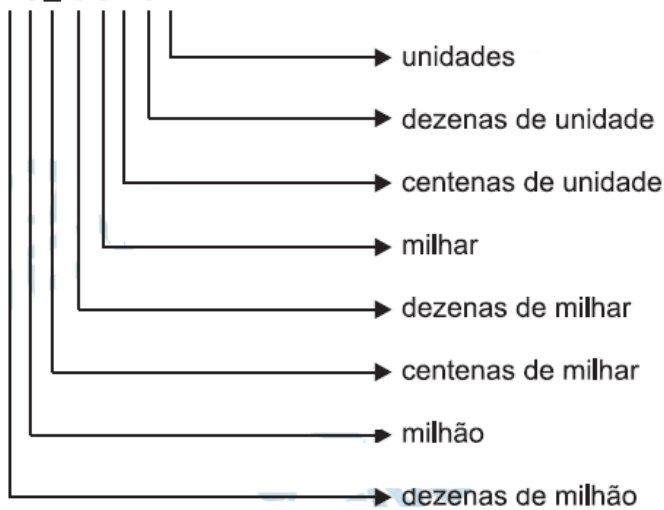 unidades
dezenas de unidade
centenas de unidade
milhar
dezenas de milhar
centenas de milhar
milhão
dezenas de milhão